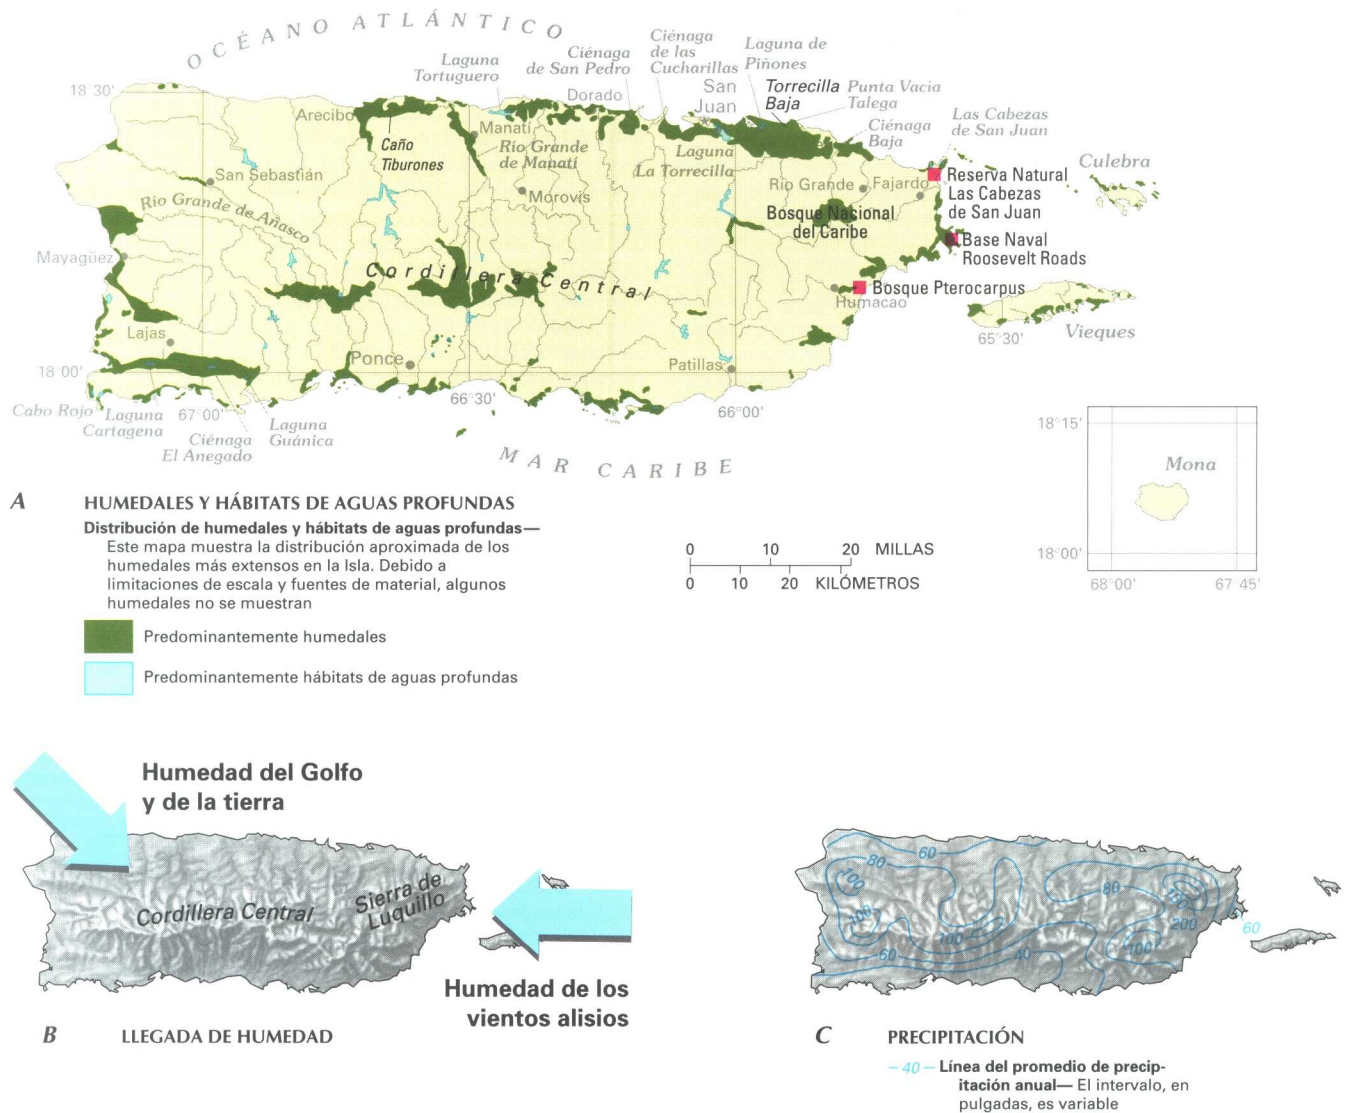 OCÉANO ATLÁNTICO
18°30'
Laguna
Tortuguero
Ciénaga
de San Pedro
Ciénaga
de las
Cucharillas
Laguna de
Piñones
Dorado
San
Juan
Torrecilla
Baja
Punta Vacía
Talega
Ciénaga
Baja
Las Cabezas
de San Juan
Culebra
Arecibo
Caño
Tiburones
Manatí
Río Grande
de Manatí
Laguna
La Torrecilla
San Sebastián
Morovis
Río Grande
Fajardo
Reserva Natural
Las Cabezas
de San Juan
Río Grande de Añasco
Bosque Nacional
del Caribe
Base Naval
Roosevelt Roads
Mayagüez
Cordillera Central
Bosque Pterocarpus
Humacao
Vieques
65°30'
Lajas
Ponce
Patillas
18°00'
Cabo Rojo
Laguna
Cartagena
67°00'
Ciénaga
El Anegado
Laguna
Guánica
66°30'
66°00'
MAR CARIBE
18°15'
Mona
18°00'
68°00'
67°45'
A HUMEDALES Y HÁBITATS DE AGUAS PROFUNDAS
Distribución de humedales y hábitats de aguas profundas—
Este mapa muestra la distribución aproximada de los
humedales más extensos en la Isla. Debido a
limitaciones de escala y fuentes de material, algunos
humedales no se muestran
Predominantemente humedales
Predominantemente hábitats de aguas profundas
0 10 20 MILLAS
0 10 20 KILÓMETROS
Humedad del Golfo
y de la tierra
Cordillera Central
Sierra de
Luquillo
Humedad de los
vientos alisios
B LLEGADA DE HUMEDAD
60
80
100
80
200
60
100
100
100
60
40
C PRECIPITACIÓN
– 40 – Línea del promedio de precip-
itación anual— El intervalo, en
pulgadas, es variable